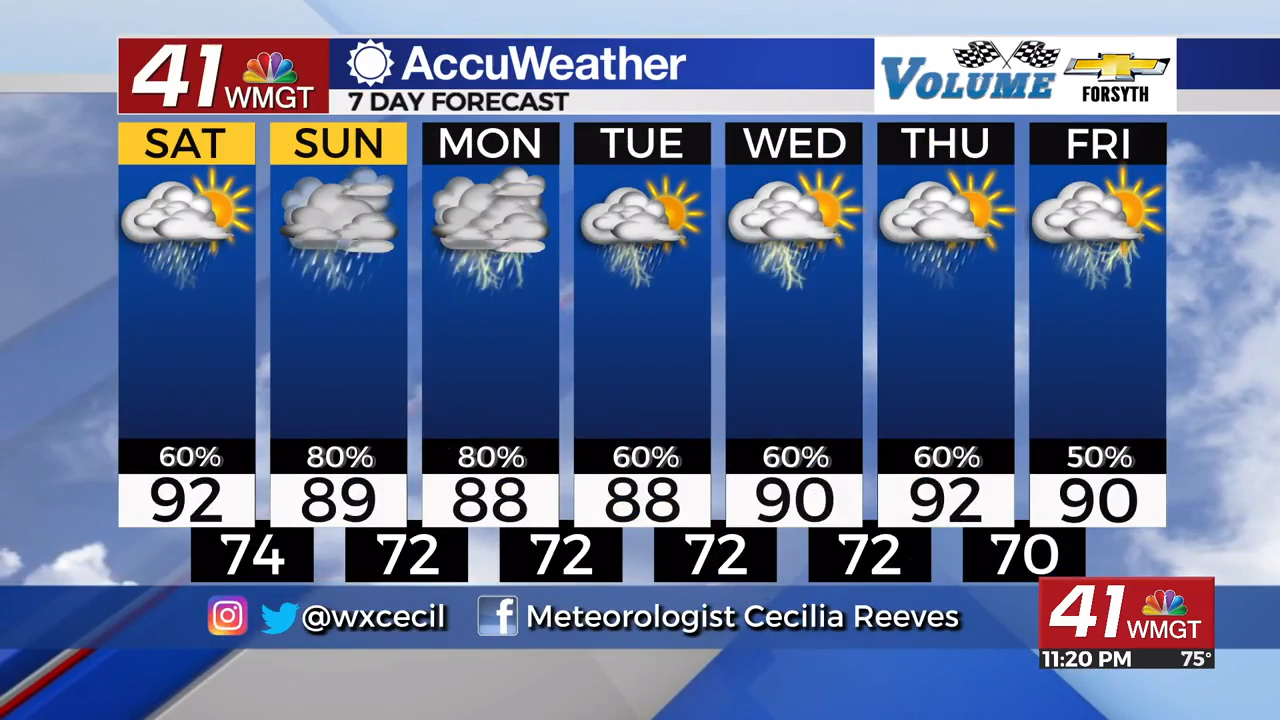 41 WMGT
AccuWeather
7 DAY FORECAST
VOLUME
FORSYTH
SAT SUN MON TUE WED THU FRI
60% 80% 80% 60% 60% 60% 50%
92 89 88 88 90 92 90
74 72 72 72 72 70
@wxcecil f Meteorologist Cecilia Reeves
41 WMGT
11:20 PM 75°